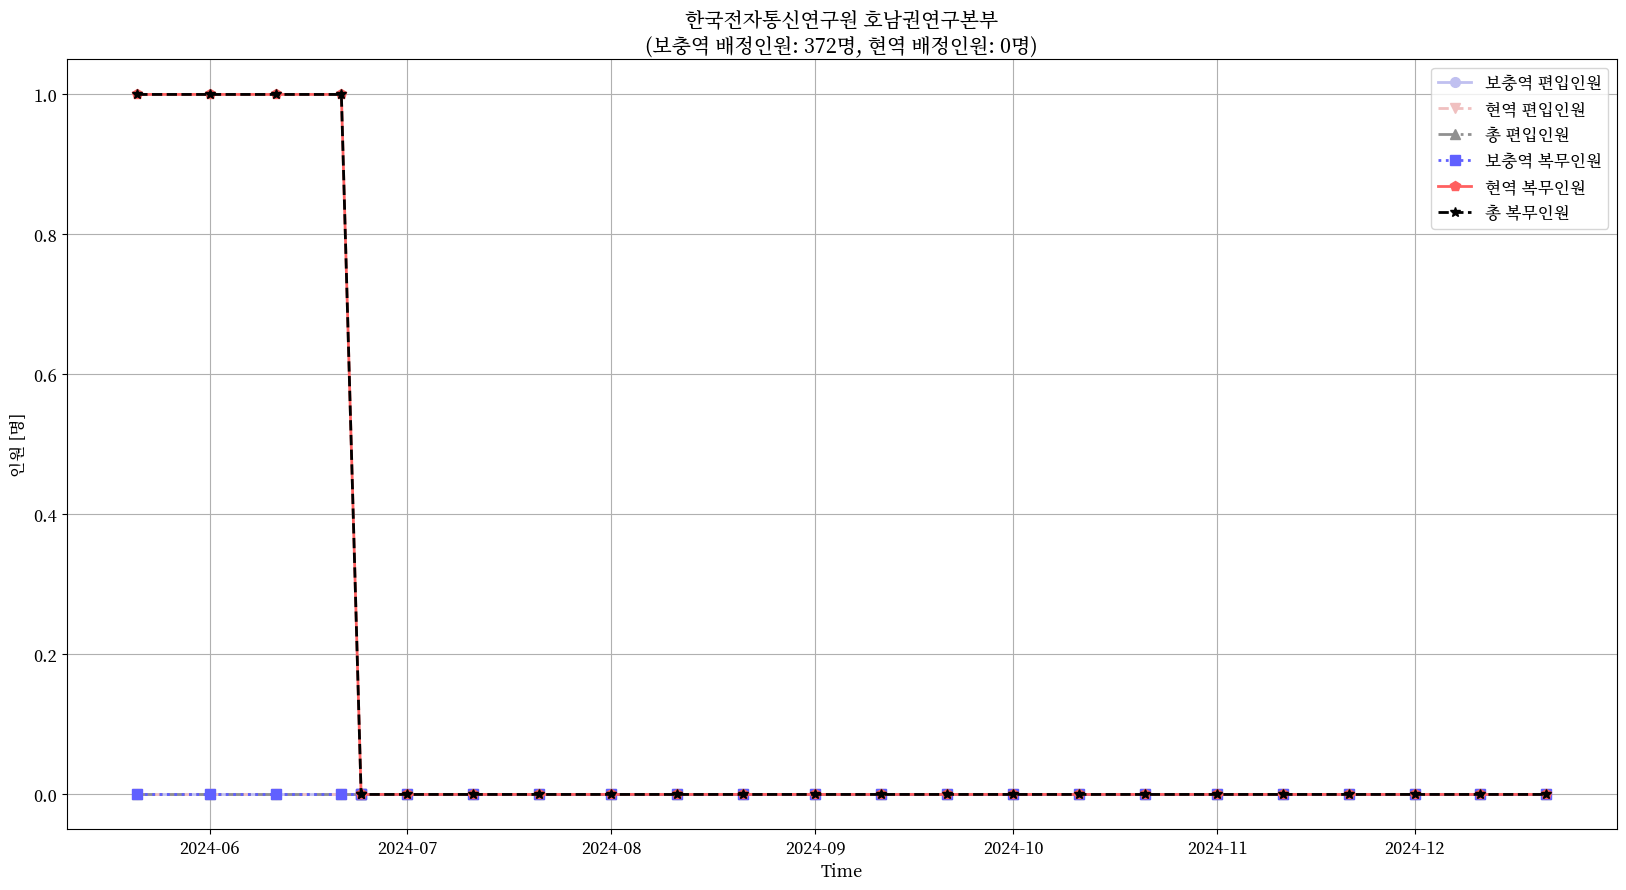 한국전자통신연구원 호남권연구본부
(보충역 배정인원: 372명, 현역 배정인원: 0명)
보충역 편입인원
현역 편입인원
총 편입인원
보충역 복무인원
현역 복무인원
총 복무인원
인원 [명]
1.0
0.8
0.6
0.4
0.2
0.0
2024-06
2024-07
2024-08
2024-09
2024-10
2024-11
2024-12
Time